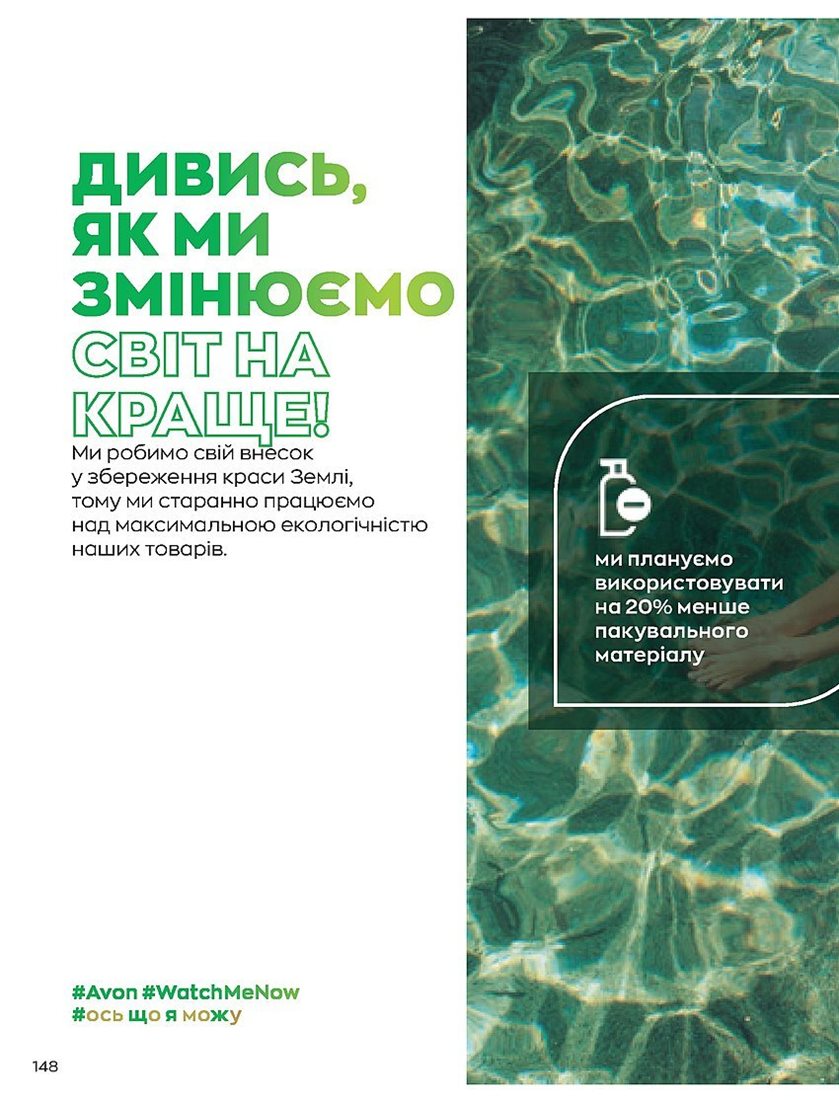 ДИВИСЬ,
ЯК МИ
ЗМІНЮЄМО
СВІТ НА
КРАЩЕ!
Ми робимо свій внесок
у збереження краси Землі,
тому ми старанно працюємо
над максимальною екологічністю
наших товарів.
ми плануємо
використовувати
на 20% менше
пакувального
матеріалу
#Avon #WatchMeNow
#ось що я можу
148